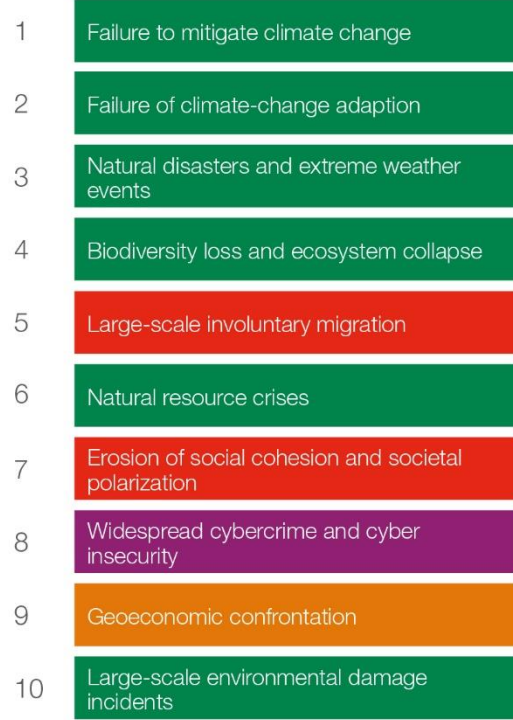 1
Failure to mitigate climate change
2
Failure of climate-change adaption
3
Natural disasters and extreme weather
events
4
Biodiversity loss and ecosystem collapse
5
Large-scale involuntary migration
6
Natural resource crises
7
Erosion of social cohesion and societal
polarization
8
Widespread cybercrime and cyber
insecurity
9
Geoeconomic confrontation
10
Large-scale environmental damage
incidents